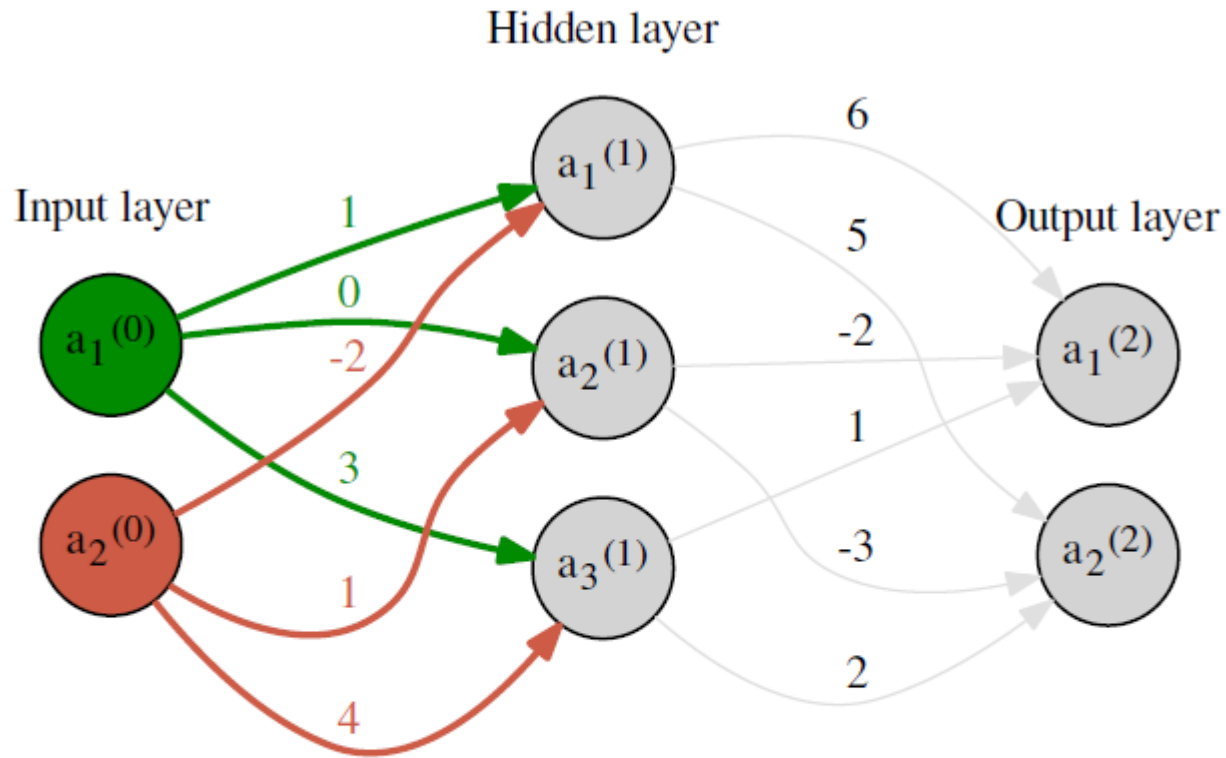 Hidden layer
Input layer
Output layer
a₁⁽⁰⁾
a₂⁽⁰⁾
a₁⁽¹⁾
a₂⁽¹⁾
a₃⁽¹⁾
a₁⁽²⁾
a₂⁽²⁾
1
0
-2
3
1
4
6
5
-2
1
-3
2